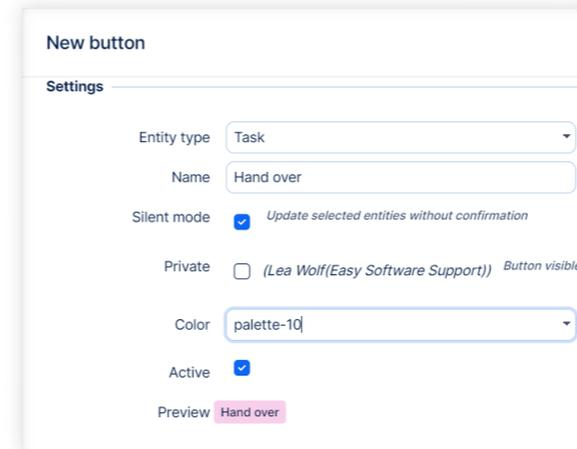 New button
Settings
Entity type Task
Name Hand over
Silent mode Update selected entities without confirmation
Private (Lea Wolf(Easy Software Support)) Button visible
Color palette-10
Active
Preview Hand over